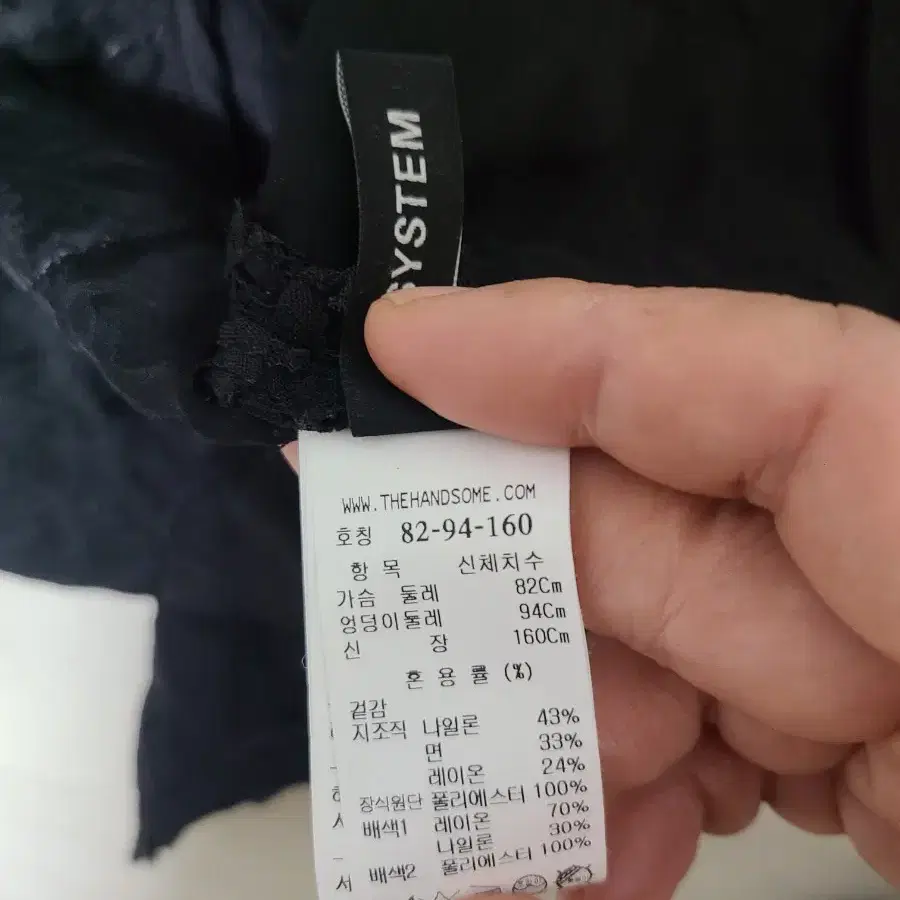 SYSTEM
WWW.THEHANDSOME.COM
호칭 82-94-160
항 목 신체치수
가슴 둘레 82Cm
엉덩이둘레 94Cm
신 장 160Cm
혼 용 률 (%)
겉감
지조직 나일론 43%
면 33%
레이온 24%
장식원단 폴리에스터 100%
배색1 레이온 70%
나일론 30%
배색2 폴리에스터 100%